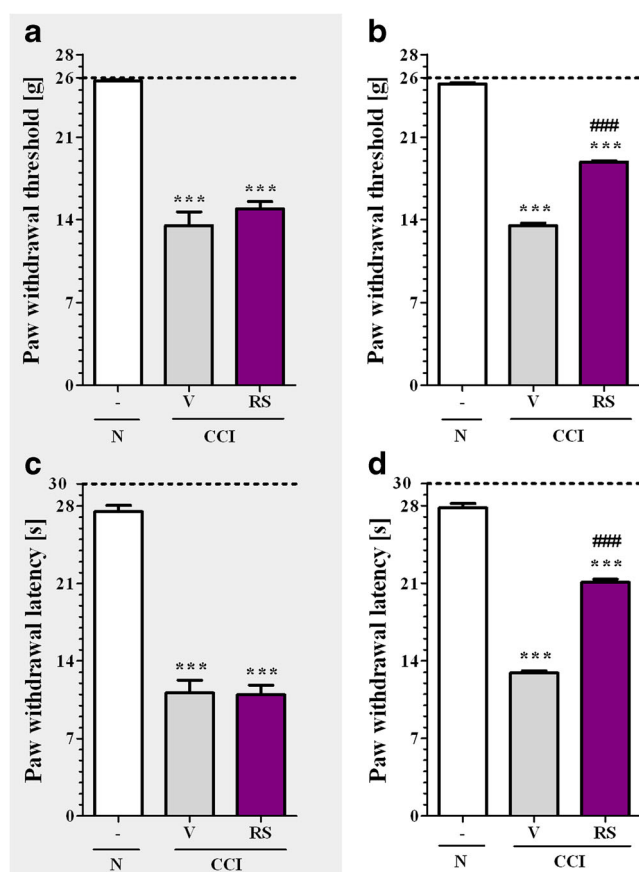 a
Paw withdrawal threshold [g]
28
26
21
14
7
0
*** ***
- V RS
N CCI
b
Paw withdrawal threshold [g]
28
26
21
14
7
0
###
***
***
- V RS
N CCI
c
Paw withdrawal latency [s]
30
28
21
14
7
0
*** ***
- V RS
N CCI
d
Paw withdrawal latency [s]
30
28
21
14
7
0
###
***
***
- V RS
N CCI